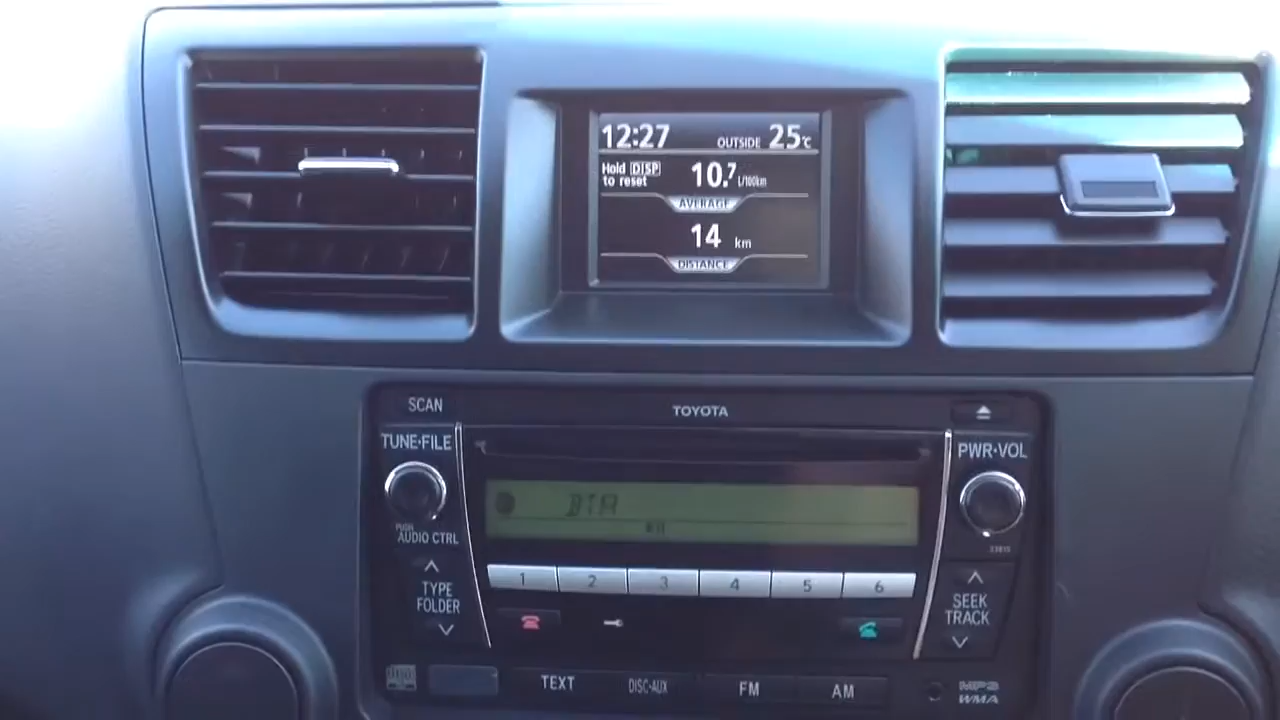 12:27 OUTSIDE 25°C
Hold DISP to reset
10.7 L/100km
AVERAGE
14 km
DISTANCE
SCAN
TOYOTA
TUNE·FILE
PWR·VOL
BTA
PUSH
AUDIO CTRL
1 2 3 4 5 6
TYPE
FOLDER
SEEK
TRACK
TEXT
DISC·AUX
FM
AM
MP3
WMA